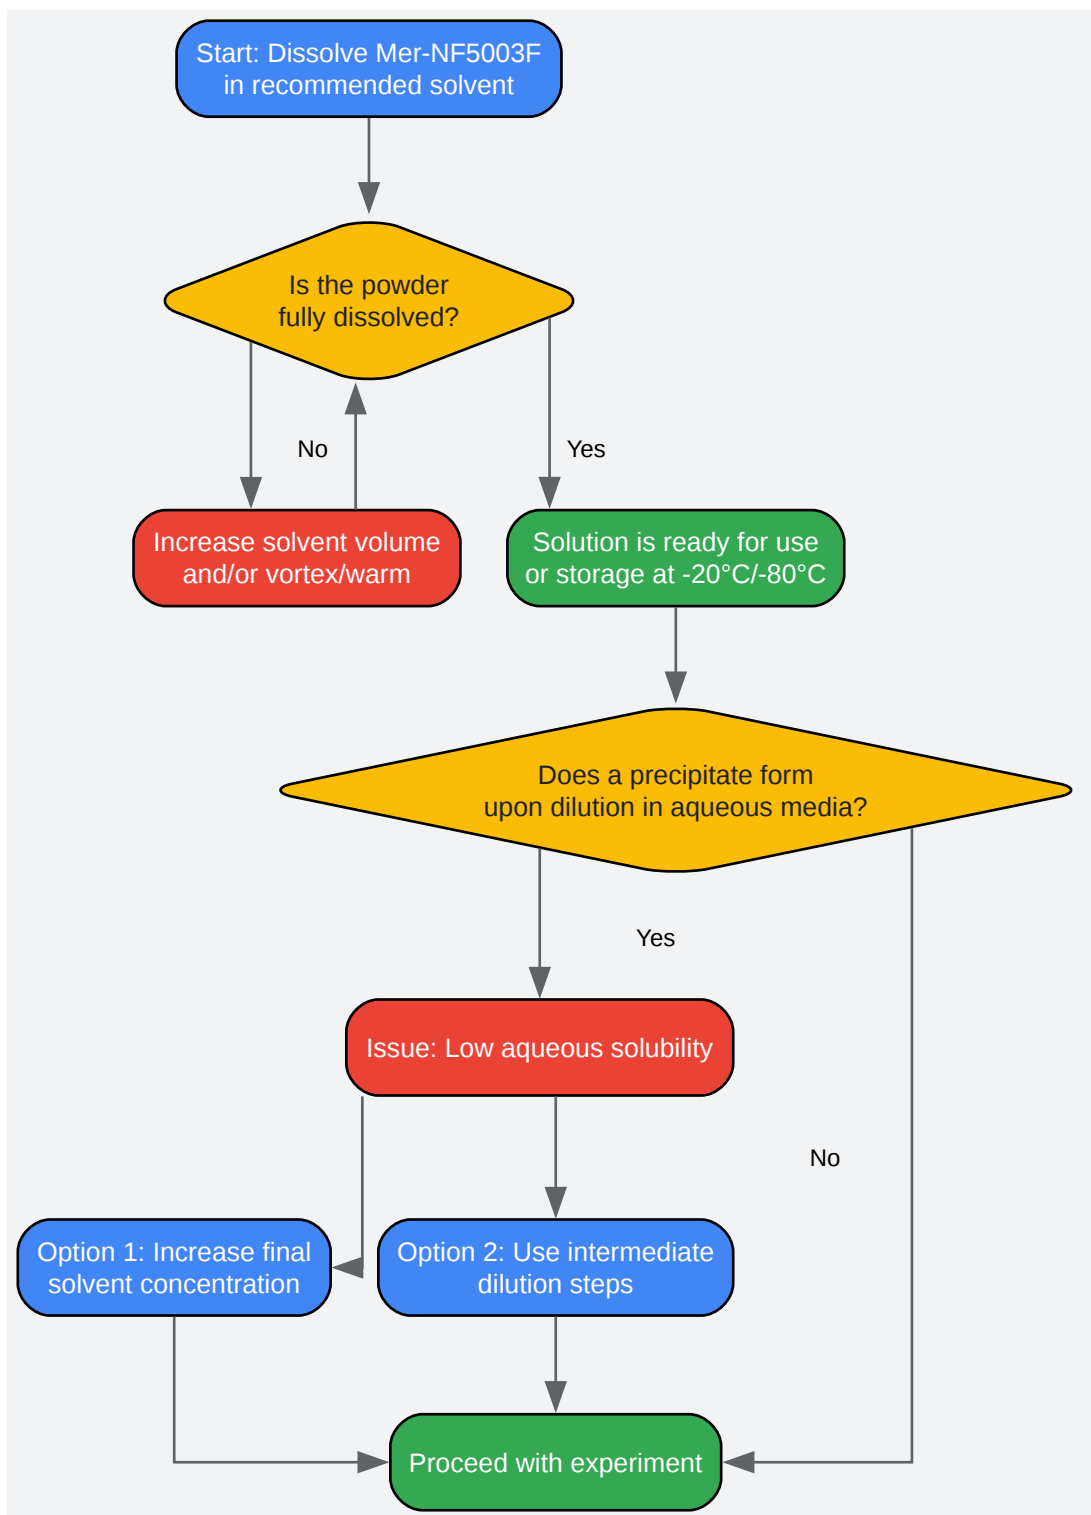 Start: Dissolve Mer-NF5003F
in recommended solvent
Is the powder
fully dissolved?
No
Yes
Increase solvent volume
and/or vortex/warm
Solution is ready for use
or storage at -20°C/-80°C
Does a precipitate form
upon dilution in aqueous media?
Yes
Issue: Low aqueous solubility
No
Option 1: Increase final
solvent concentration
Option 2: Use intermediate
dilution steps
Proceed with experiment